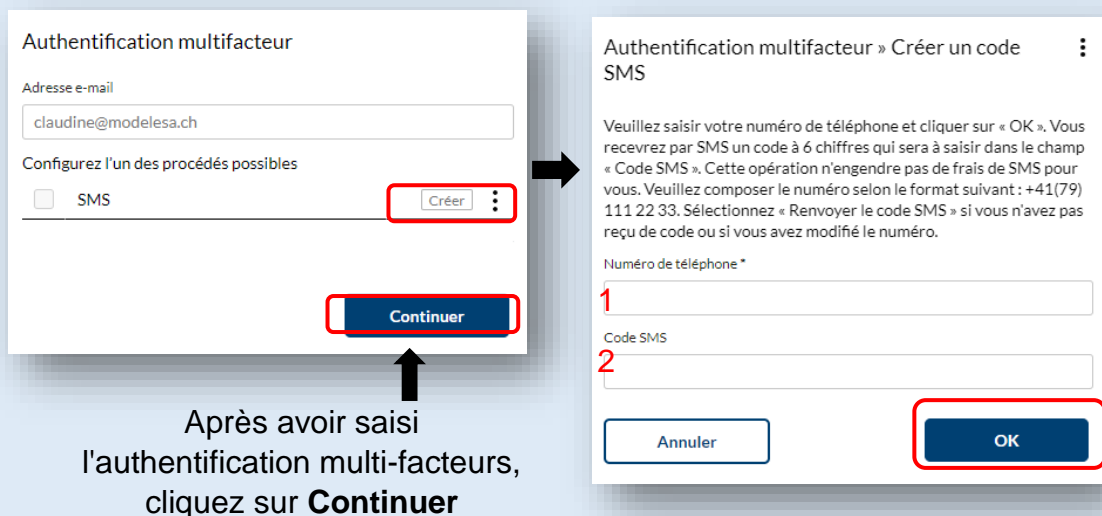 Authentification multifacteur
Adresse e-mail
claudine@modelesa.ch
Configurez l'un des procédés possibles
SMS
Créer
Continuer
Après avoir saisi
l'authentification multi-facteurs,
cliquez sur Continuer
Authentification multifacteur » Créer un code
SMS
Veuillez saisir votre numéro de téléphone et cliquer sur « OK ». Vous
recevrez par SMS un code à 6 chiffres qui sera à saisir dans le champ
« Code SMS ». Cette opération n'engendre pas de frais de SMS pour
vous. Veuillez composer le numéro selon le format suivant : +41(79)
111 22 33. Sélectionnez « Renvoyer le code SMS » si vous n'avez pas
reçu de code ou si vous avez modifié le numéro.
Numéro de téléphone *
1
Code SMS
2
Annuler
OK